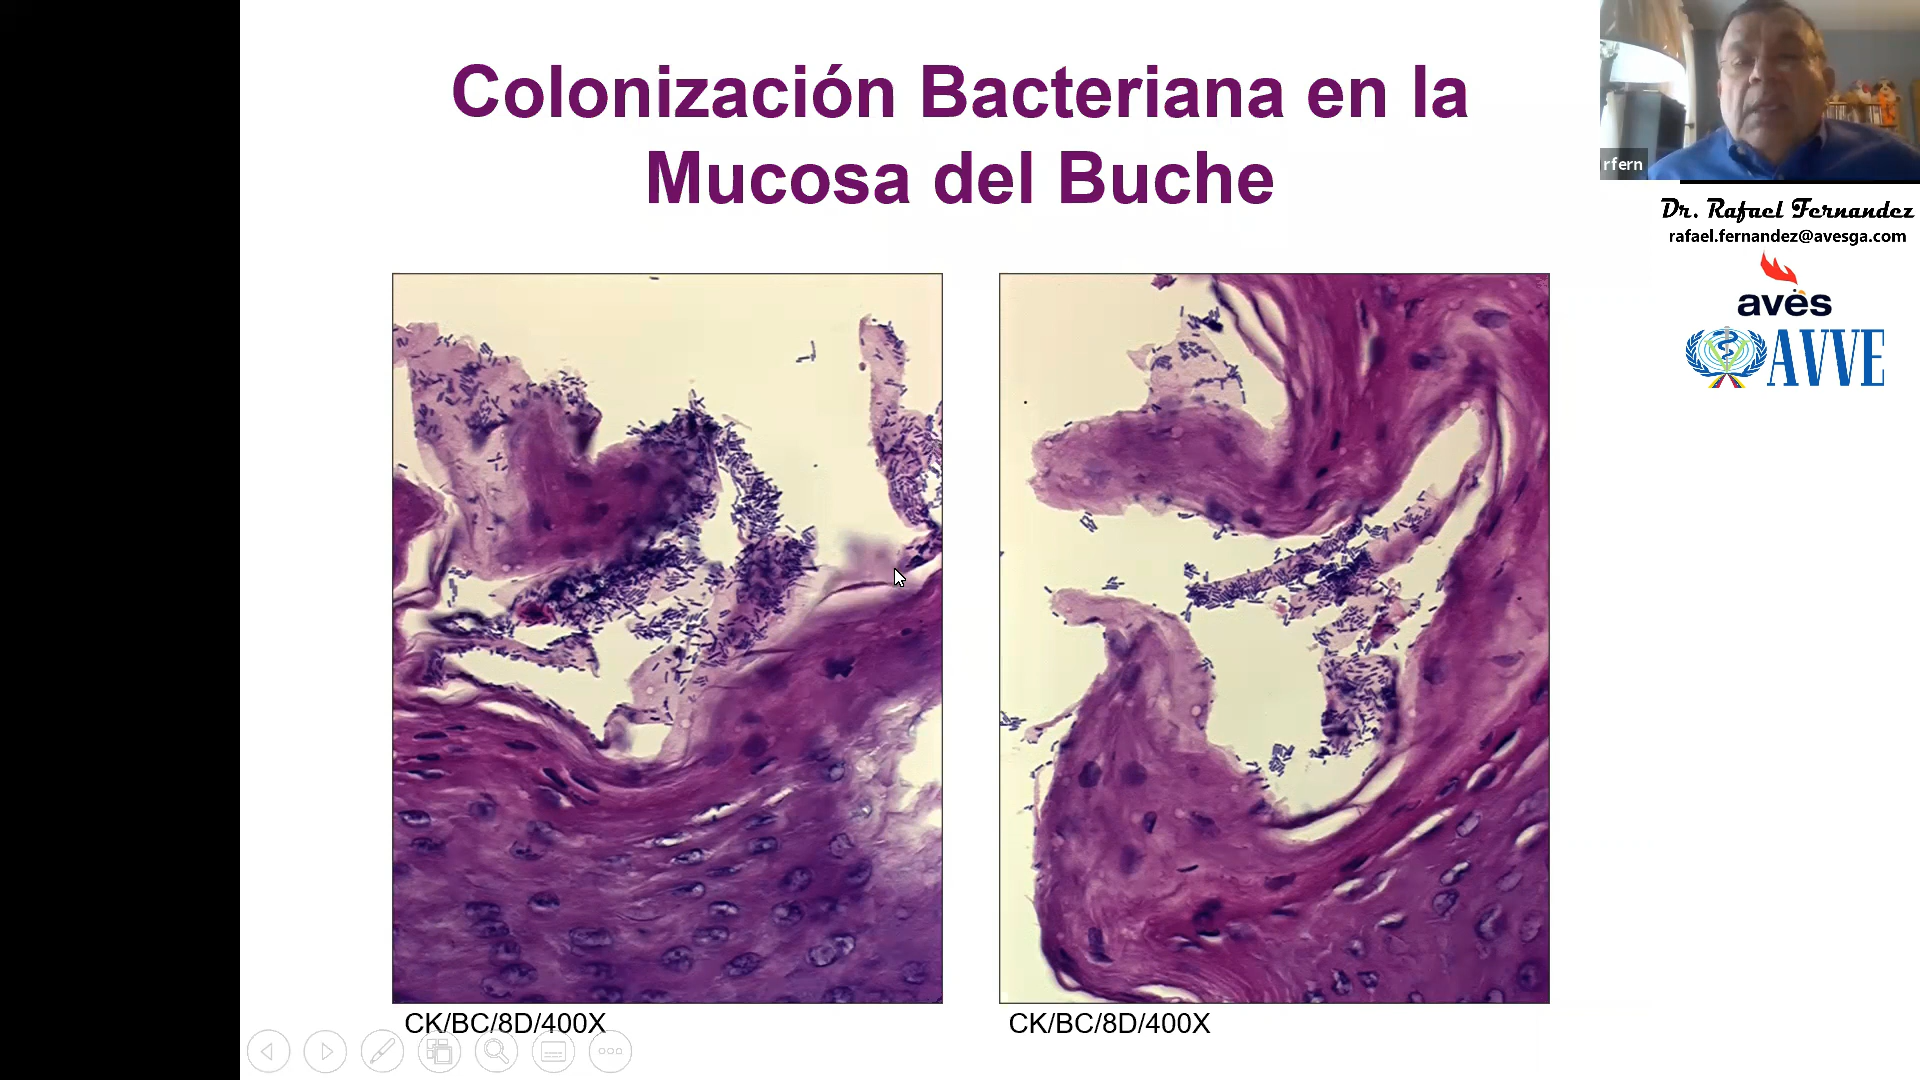 Colonización Bacteriana en la
Mucosa del Buche
rfern
Dr. Rafael Fernandez
rafael.fernandez@avesga.com
avès
AVVE
CK/BC/8D/400X
CK/BC/8D/400X